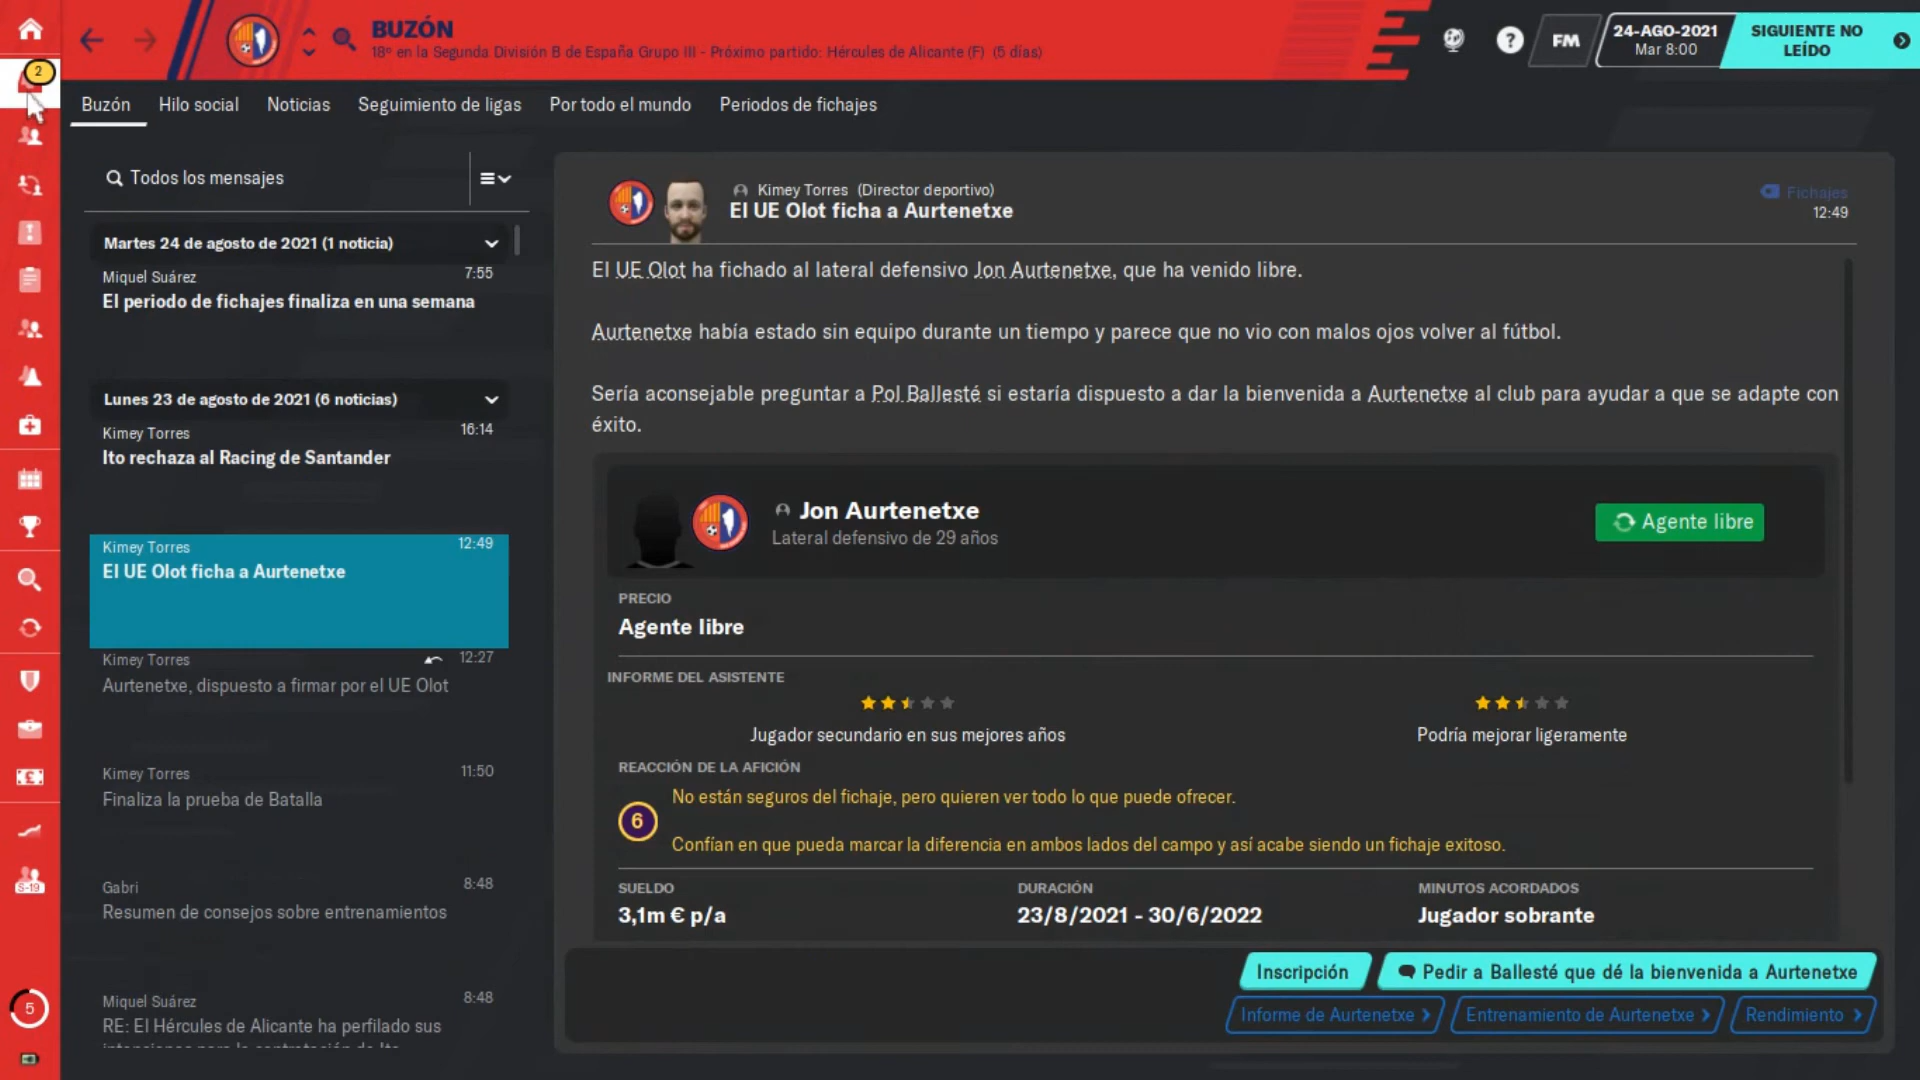 BUZÓN
18º en la Segunda División B de España Grupo III - Próximo partido: Hércules de Alicante (F) (5 días)
?
FM
24-AGO-2021
Mar 8:00
SIGUIENTE NO
LEÍDO
2
Buzón
Hilo social
Noticias
Seguimiento de ligas
Por todo el mundo
Periodos de fichajes
Todos los mensajes
Martes 24 de agosto de 2021 (1 noticia)
Miquel Suárez
7:55
El periodo de fichajes finaliza en una semana
Lunes 23 de agosto de 2021 (6 noticias)
Kimey Torres
16:14
Ito rechaza al Racing de Santander
Kimey Torres
12:49
El UE Olot ficha a Aurtenetxe
Kimey Torres
12:27
Aurtenetxe, dispuesto a firmar por el UE Olot
Kimey Torres
11:50
Finaliza la prueba de Batalla
Gabri
8:48
Resumen de consejos sobre entrenamientos
Miquel Suárez
8:48
RE: El Hércules de Alicante ha perfilado sus
S-19
5
Kimey Torres (Director deportivo)
El UE Olot ficha a Aurtenetxe
Fichajes
12:49
El UE Olot ha fichado al lateral defensivo Jon Aurtenetxe, que ha venido libre.
Aurtenetxe había estado sin equipo durante un tiempo y parece que no vio con malos ojos volver al fútbol.
Sería aconsejable preguntar a Pol Ballesté si estaría dispuesto a dar la bienvenida a Aurtenetxe al club para ayudar a que se adapte con
éxito.
Jon Aurtenetxe
Lateral defensivo de 29 años
Agente libre
PRECIO
Agente libre
INFORME DEL ASISTENTE
Jugador secundario en sus mejores años
Podría mejorar ligeramente
REACCIÓN DE LA AFICIÓN
6
No están seguros del fichaje, pero quieren ver todo lo que puede ofrecer.
Confían en que pueda marcar la diferencia en ambos lados del campo y así acabe siendo un fichaje exitoso.
SUELDO
3,1m € p/a
DURACIÓN
23/8/2021 - 30/6/2022
MINUTOS ACORDADOS
Jugador sobrante
Inscripción
Pedir a Ballesté que dé la bienvenida a Aurtenetxe
Informe de Aurtenetxe
Entrenamiento de Aurtenetxe
Rendimiento